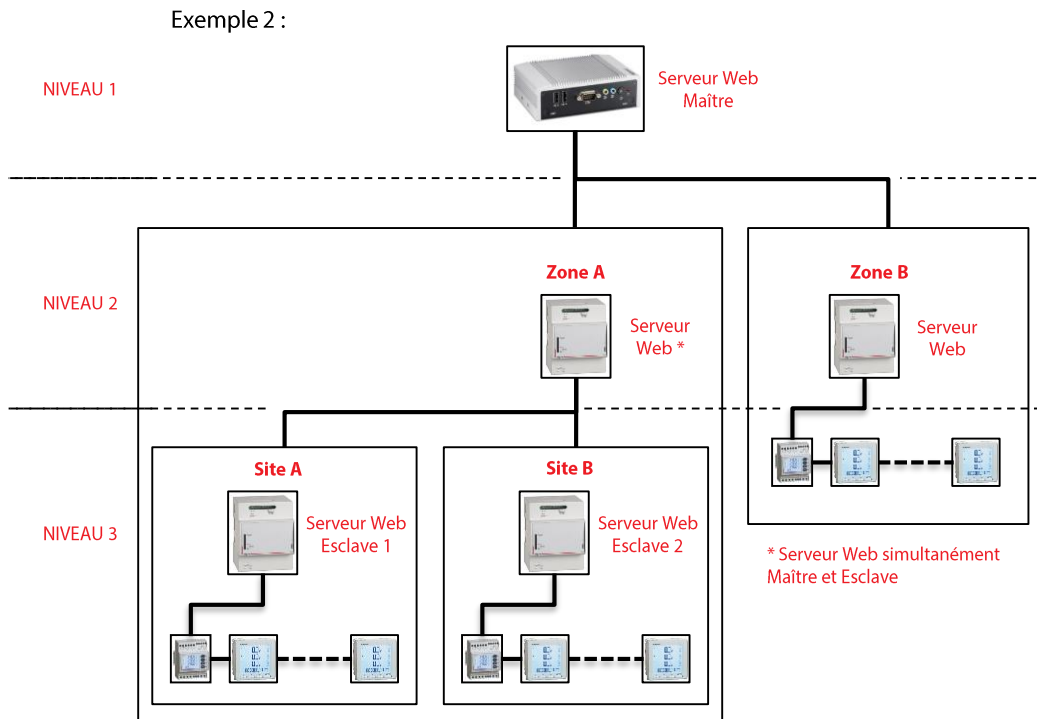 Exemple 2 :
NIVEAU 1
Serveur Web
Maître
Zone A
Zone B
NIVEAU 2
Serveur
Web *
Serveur
Web
Site A
Site B
NIVEAU 3
Serveur Web
Esclave 1
Serveur Web
Esclave 2
* Serveur Web simultanément
Maître et Esclave